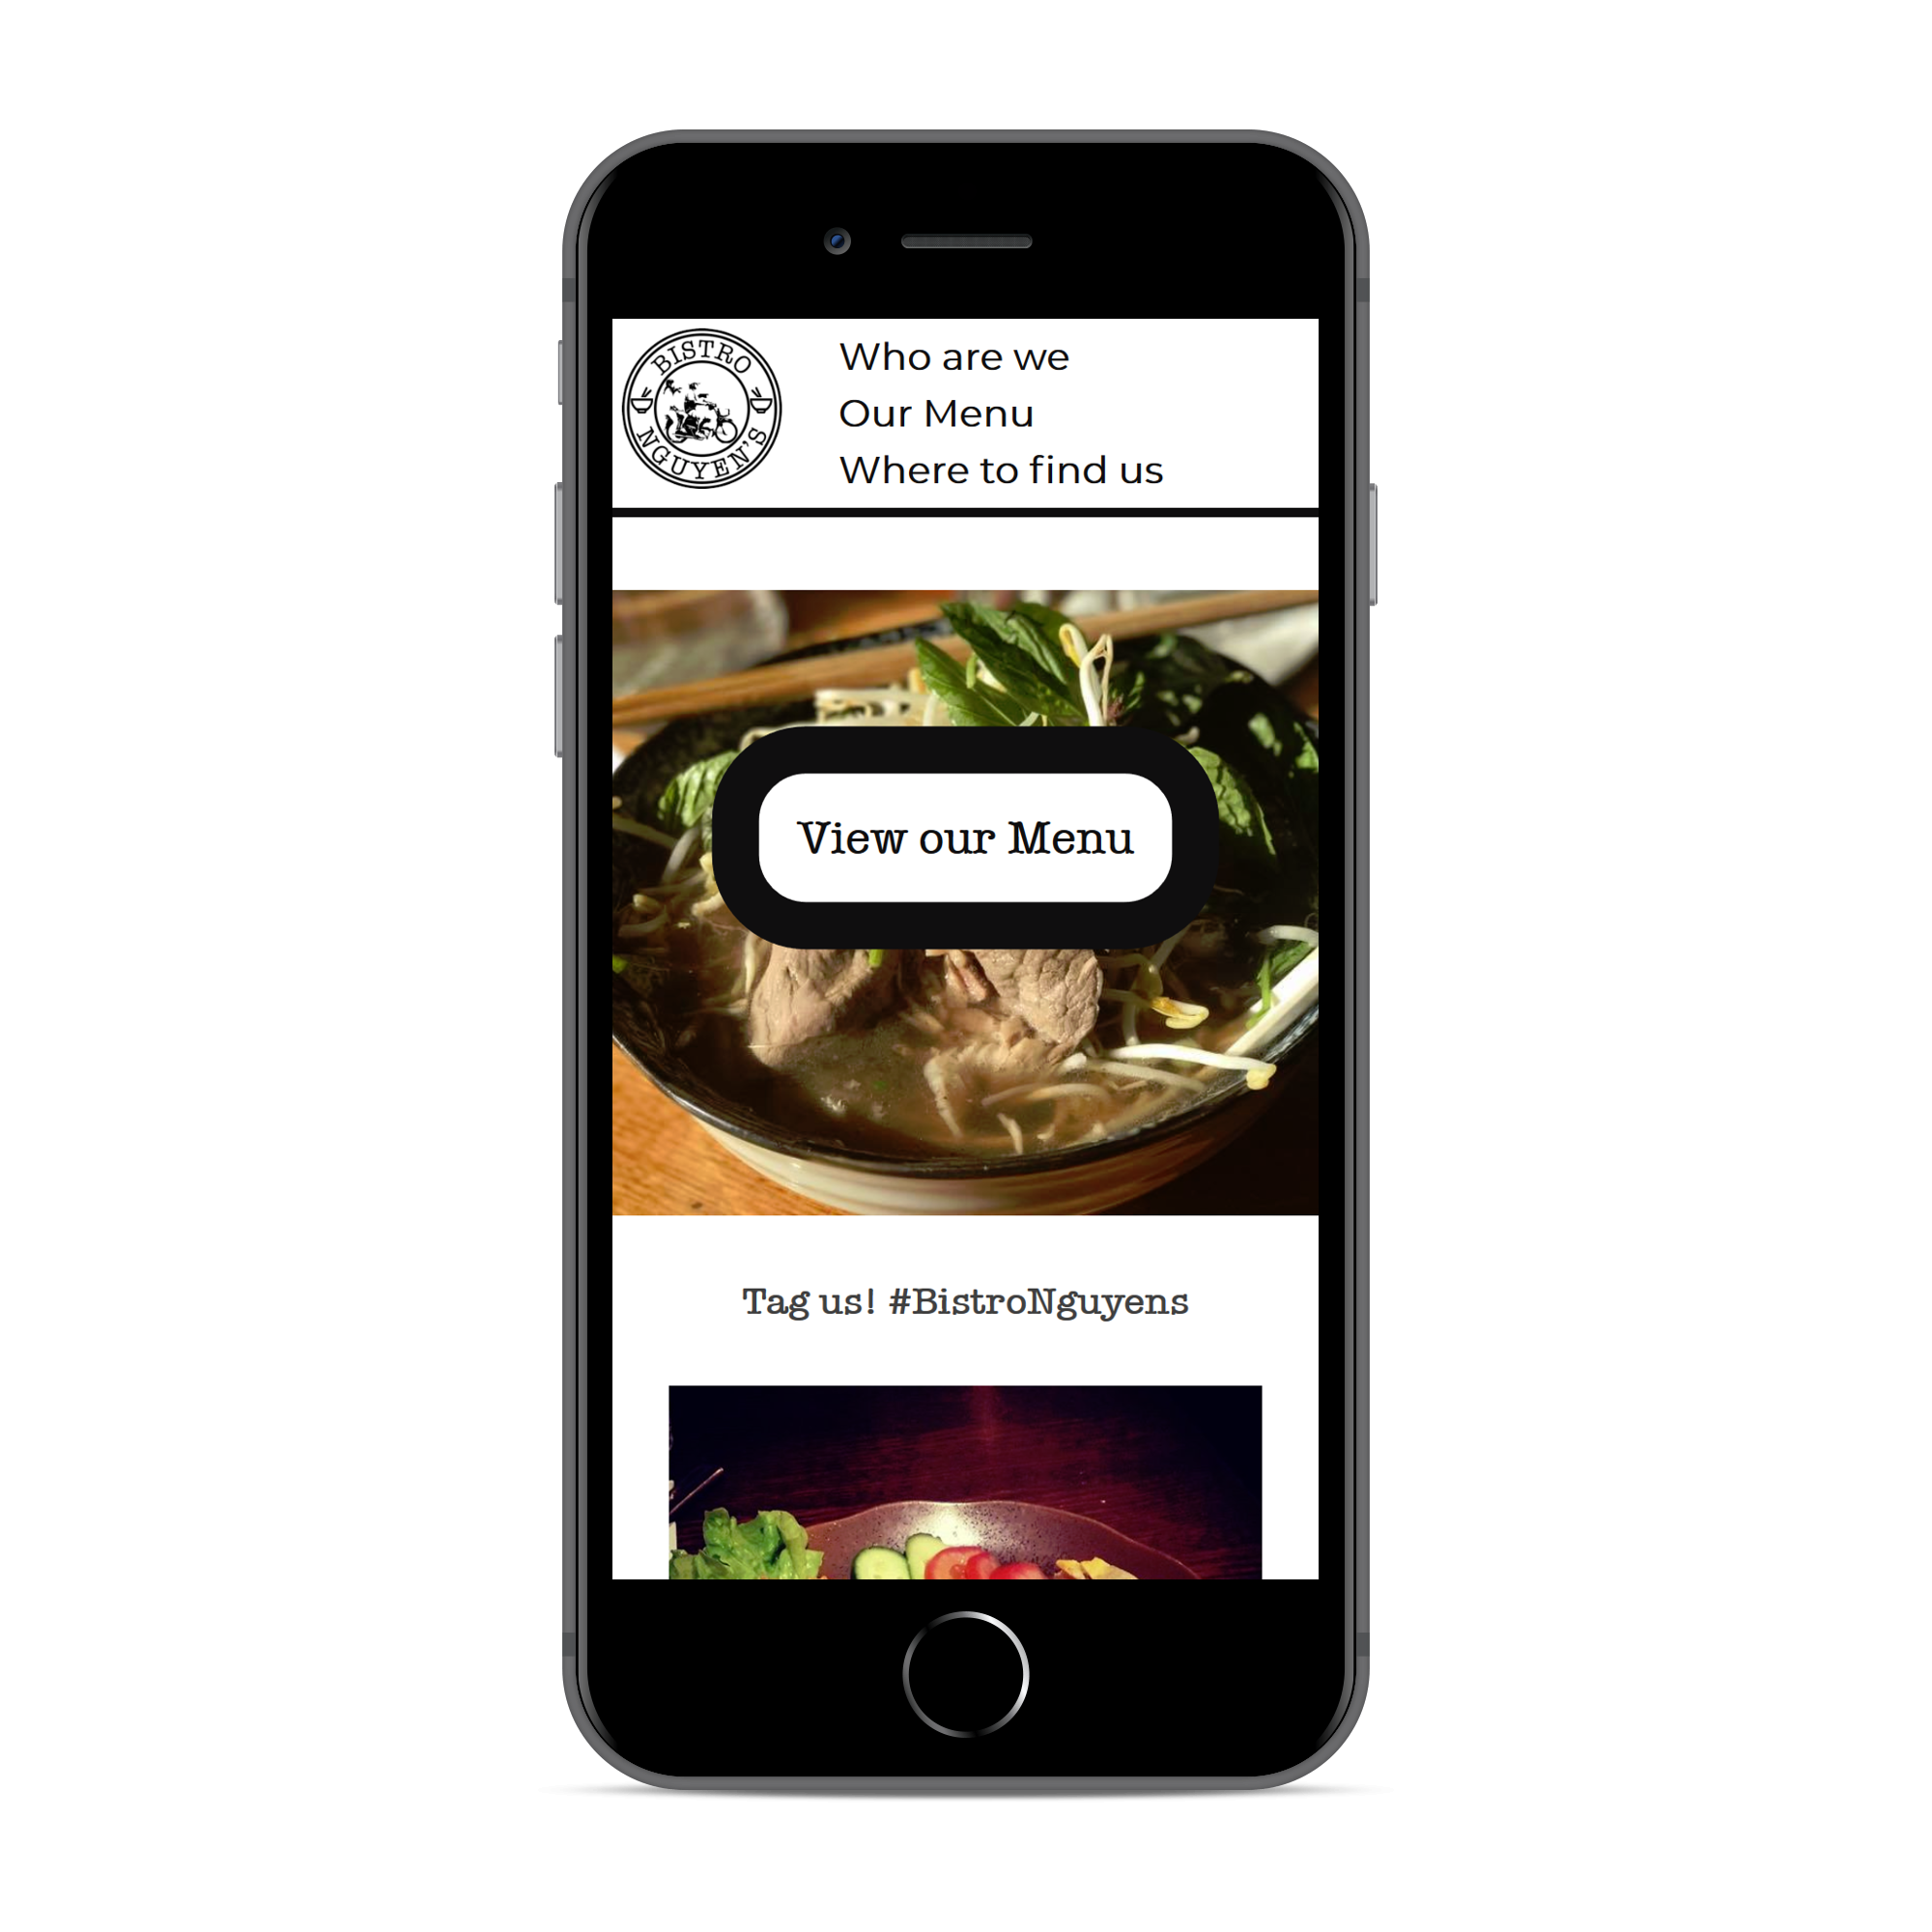 BISTRO
NGUYEN'S
Who are we
Our Menu
Where to find us
View our Menu
Tag us! #BistroNguyens